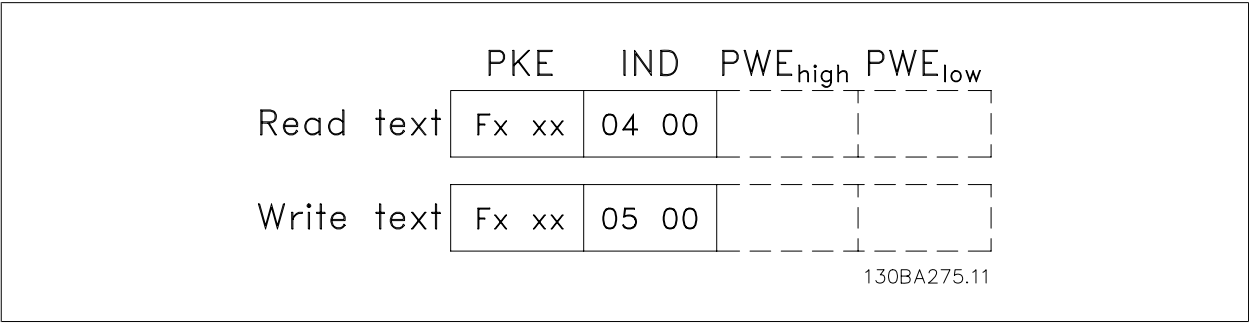 PKE IND PWEhigh PWElow
Read text Fx xx 04 00
Write text Fx xx 05 00
130BA275.11